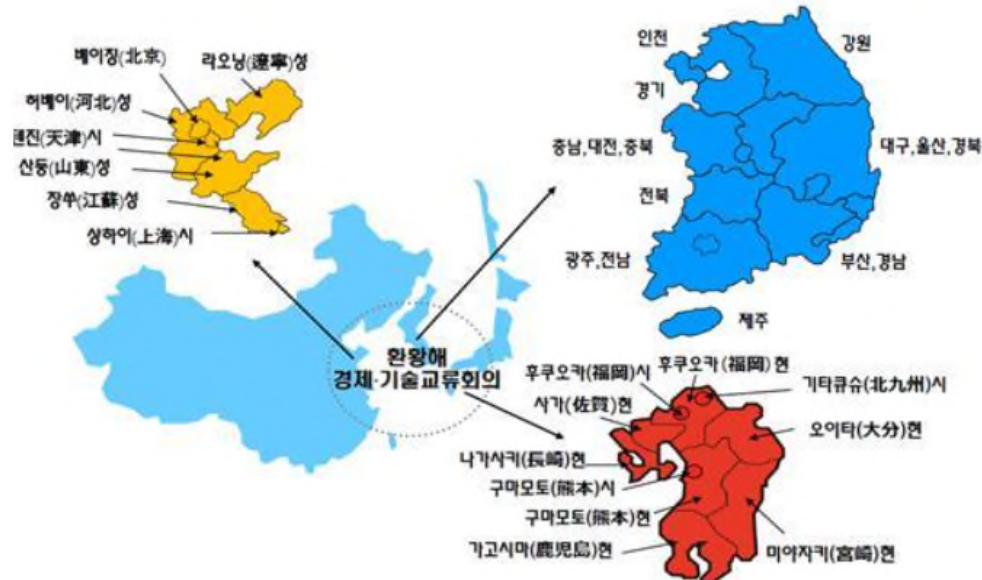 베이징(北京)
랴오닝(遼寧)성
허베이(河北)성
텐진(天津)시
산둥(山東)성
장쑤(江蘇)성
상하이(上海)시
인천
강원
경기
충남,대전,충북
대구,울산,경북
전북
광주,전남
부산,경남
제주
환황해
경제·기술교류회의
후쿠오카(福岡)시
후쿠오카(福岡)현
기타큐슈(北九州)시
사가(佐賀)현
오이타(大分)현
나가사키(長崎)현
구마모토(熊本)시
구마모토(熊本)현
가고시마(鹿児島)현
미야자키(宮崎)현